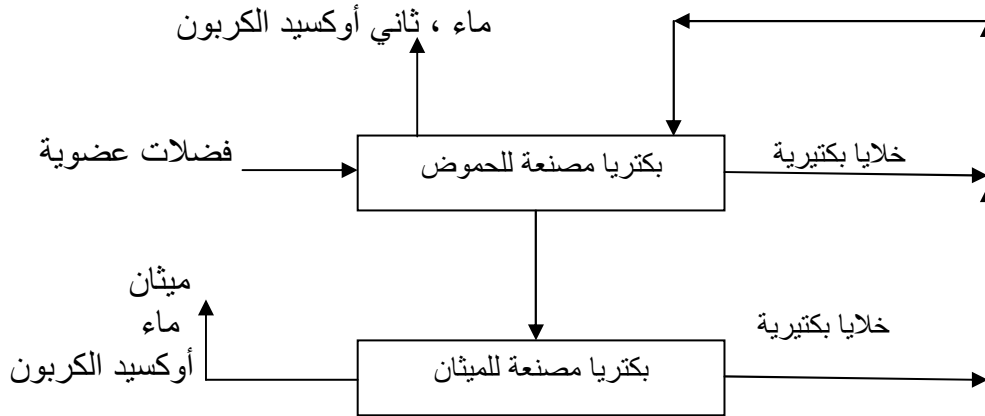 ماء ، ثاني أوكسيد الكربون
فضلات عضوية
بكتريا مصنعة للحموض
خلايا بكتيرية
ميثان
ماء
أوكسيد الكربون
بكتريا مصنعة للميثان
خلايا بكتيرية